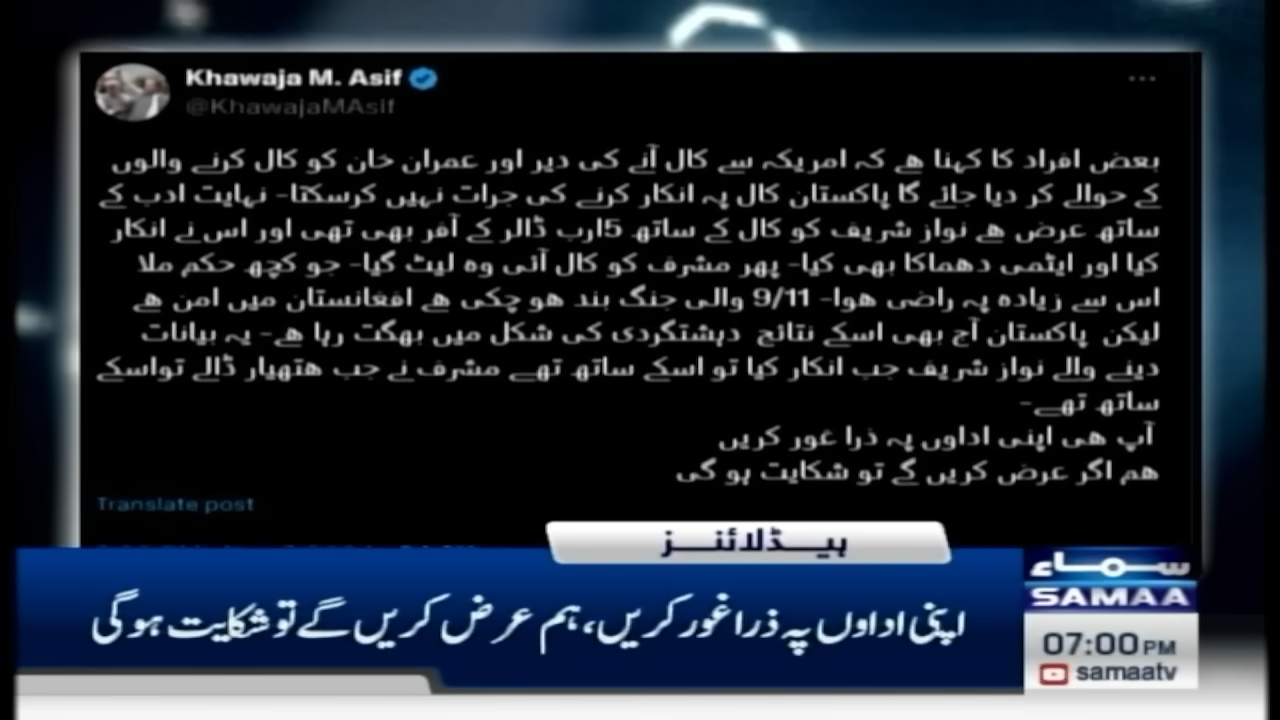 Khawaja M. Asif
@KhawajaMAsif
بعض افراد کا کہنا ھے کہ امریکہ سے کال آنے کی دیر اور عمران خان کو کال کرنے والوں
کے حوالے کر دیا جائے گا پاکستان کال پہ انکار کرنے کی جرات نہیں کرسکتا- نہایت ادب کے
ساتھ عرض ھے نواز شریف کو کال کے ساتھ 5ارب ڈالر کے آفر بھی تھی اور اس نے انکار
کیا اور ایٹمی دھماکا بھی کیا- پھر مشرف کو کال آئی وہ لیٹ گیا- جو کچھ حکم ملا
اس سے زیادہ پہ راضی ھوا- 9/11 والی جنگ بند ھو چکی ھے افغانستان میں امن ھے
لیکن پاکستان آج بھی اسکے نتائج دہشتگردی کی شکل میں بھگت رہا ھے- یہ بیانات
دینے والے نواز شریف جب انکار کیا تو اسکے ساتھ تھے مشرف نے جب ھتھیار ڈالے تواسکے
ساتھ تھے-
آپ ھی اپنی اداوں پہ ذرا غور کریں
ھم اگر عرض کریں گے تو شکایت ہو گی
Translate post
ہیڈلائنز
اپنی اداوں پہ ذرا غور کریں، ہم عرض کریں گے تو شکایت ہوگی
سماء
SAMAA
07:00 PM
samaatv